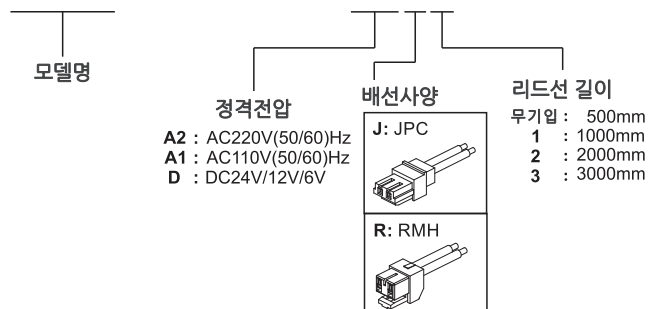 모델명
정격전압
A2 : AC220V(50/60)Hz
A1 : AC110V(50/60)Hz
D : DC24V/12V/6V
배선사양
J: JPC
R: RMH
리드선 길이
무기입 : 500mm
1 : 1000mm
2 : 2000mm
3 : 3000mm